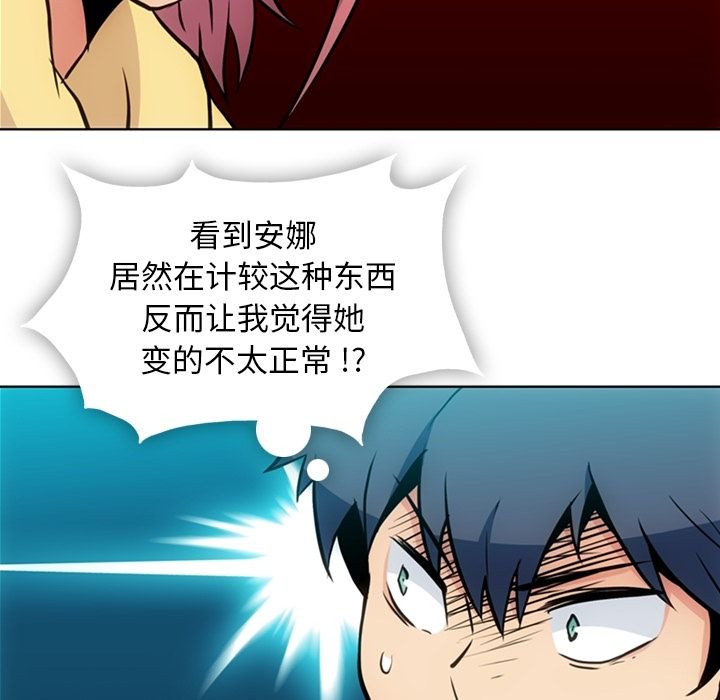 看到安娜
居然在计较这种东西
反而让我觉得她
变的不太正常!?